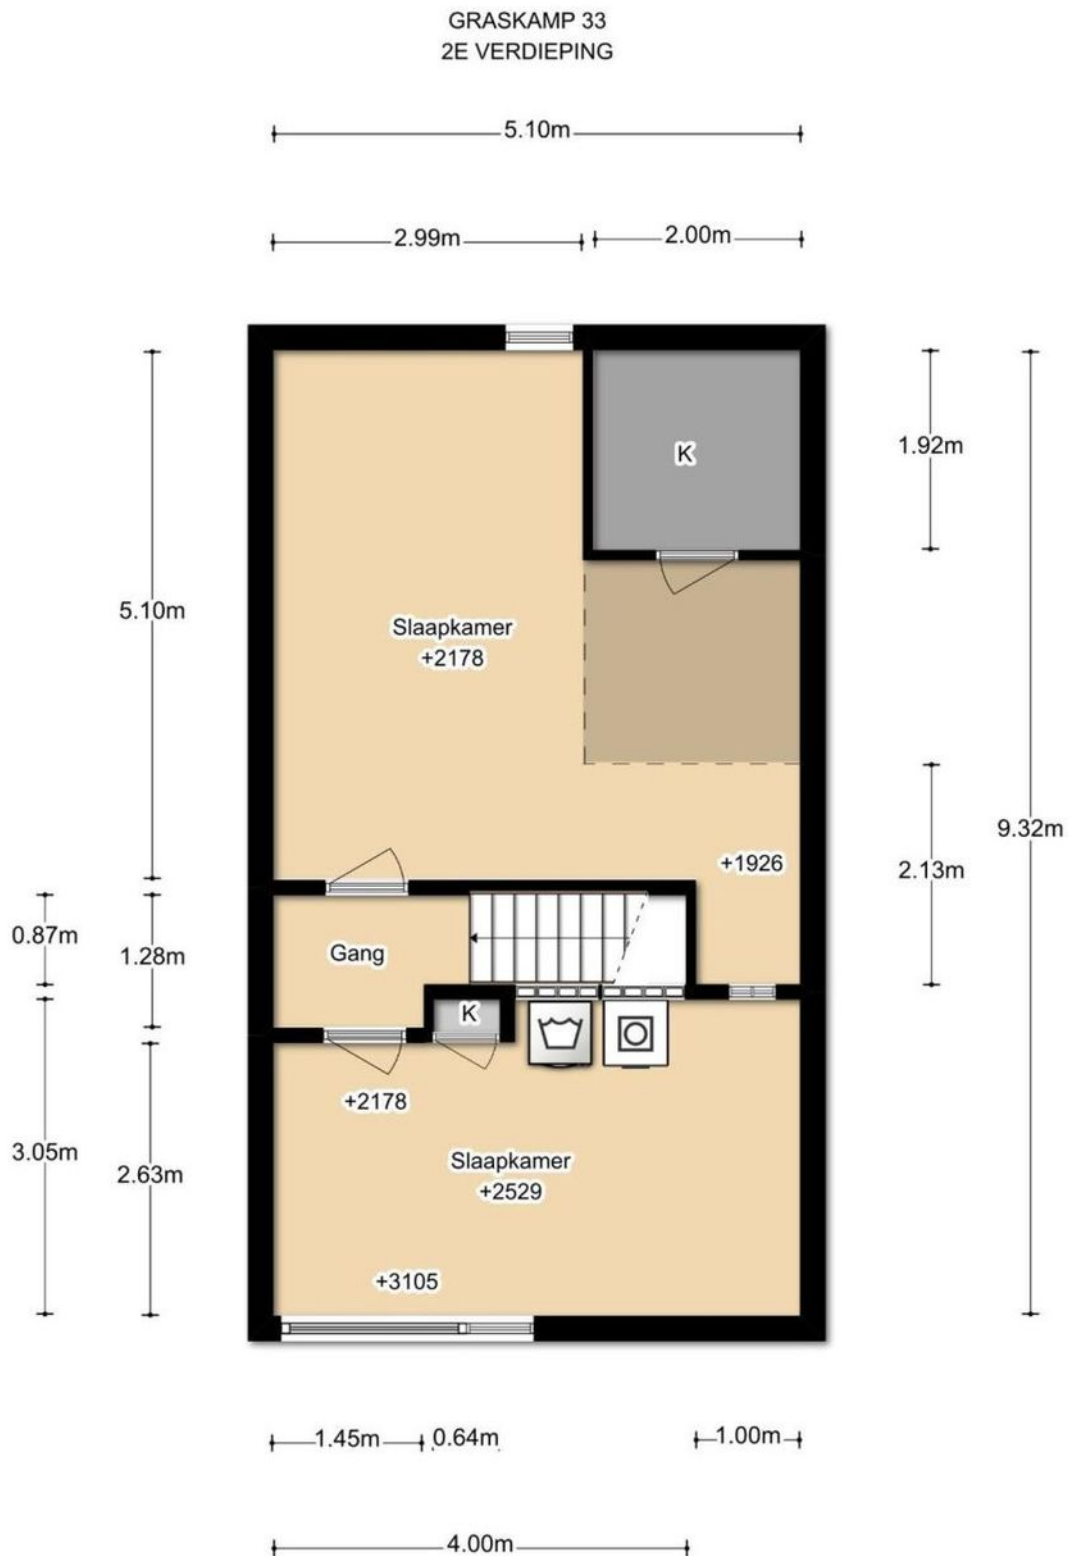 GRASKAMP 33
2E VERDIEPING
5.10m
2.99m
2.00m
1.92m
K
5.10m
Slaapkamer
+2178
9.32m
+1926
2.13m
0.87m
1.28m
Gang
K
+2178
3.05m
2.63m
Slaapkamer
+2529
+3105
1.45m
0.64m
1.00m
4.00m